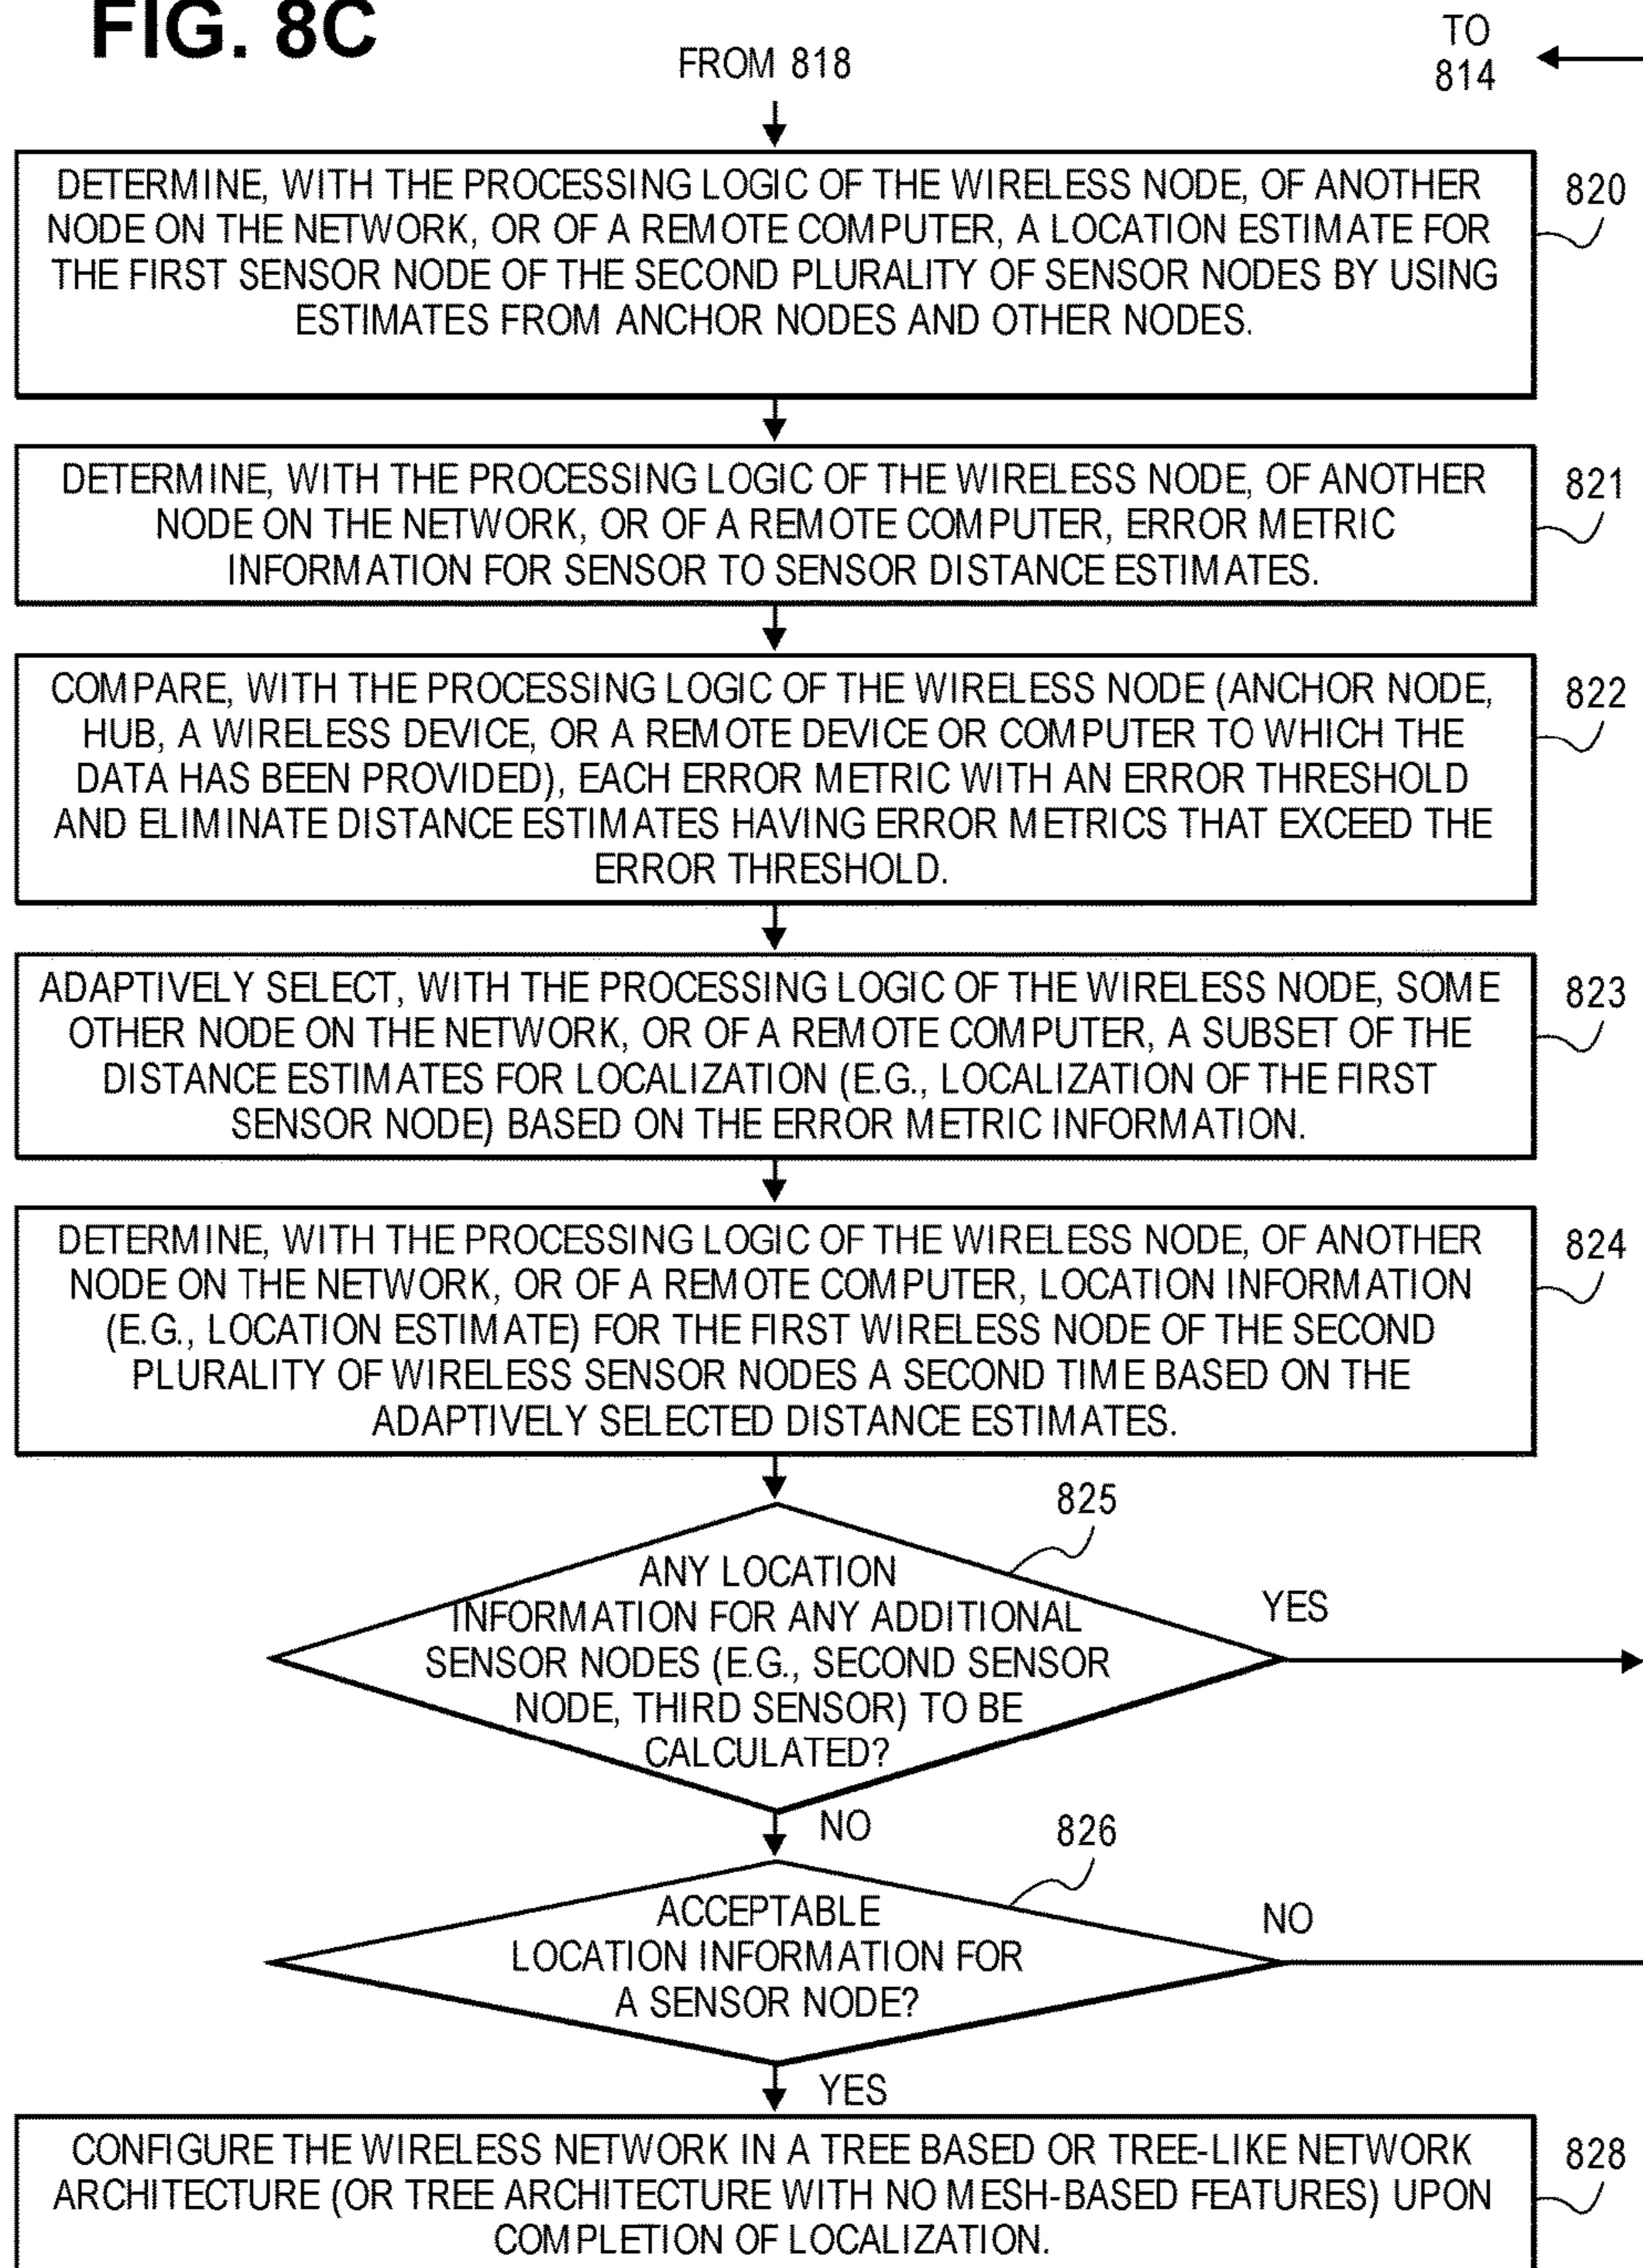 FIG. 8C
FROM 818
TO
814
DETERMINE, WITH THE PROCESSING LOGIC OF THE WIRELESS NODE, OF ANOTHER
NODE ON THE NETWORK, OR OF A REMOTE COMPUTER, A LOCATION ESTIMATE FOR
THE FIRST SENSOR NODE OF THE SECOND PLURALITY OF SENSOR NODES BY USING
ESTIMATES FROM ANCHOR NODES AND OTHER NODES.
820
DETERMINE, WITH THE PROCESSING LOGIC OF THE WIRELESS NODE, OF ANOTHER
NODE ON THE NETWORK, OR OF A REMOTE COMPUTER, ERROR METRIC
INFORMATION FOR SENSOR TO SENSOR DISTANCE ESTIMATES.
821
COMPARE, WITH THE PROCESSING LOGIC OF THE WIRELESS NODE (ANCHOR NODE,
HUB, A WIRELESS DEVICE, OR A REMOTE DEVICE OR COMPUTER TO WHICH THE
DATA HAS BEEN PROVIDED), EACH ERROR METRIC WITH AN ERROR THRESHOLD
AND ELIMINATE DISTANCE ESTIMATES HAVING ERROR METRICS THAT EXCEED THE
ERROR THRESHOLD.
822
ADAPTIVELY SELECT, WITH THE PROCESSING LOGIC OF THE WIRELESS NODE, SOME
OTHER NODE ON THE NETWORK, OR OF A REMOTE COMPUTER, A SUBSET OF THE
DISTANCE ESTIMATES FOR LOCALIZATION (E.G., LOCALIZATION OF THE FIRST
SENSOR NODE) BASED ON THE ERROR METRIC INFORMATION.
823
DETERMINE, WITH THE PROCESSING LOGIC OF THE WIRELESS NODE, OF ANOTHER
NODE ON THE NETWORK, OR OF A REMOTE COMPUTER, LOCATION INFORMATION
(E.G., LOCATION ESTIMATE) FOR THE FIRST WIRELESS NODE OF THE SECOND
PLURALITY OF WIRELESS SENSOR NODES A SECOND TIME BASED ON THE
ADAPTIVELY SELECTED DISTANCE ESTIMATES.
824
825
ANY LOCATION
INFORMATION FOR ANY ADDITIONAL
SENSOR NODES (E.G., SECOND SENSOR
NODE, THIRD SENSOR) TO BE
CALCULATED?
YES
NO
826
ACCEPTABLE
LOCATION INFORMATION FOR
A SENSOR NODE?
NO
YES
CONFIGURE THE WIRELESS NETWORK IN A TREE BASED OR TREE-LIKE NETWORK
ARCHITECTURE (OR TREE ARCHITECTURE WITH NO MESH-BASED FEATURES) UPON
COMPLETION OF LOCALIZATION.
828